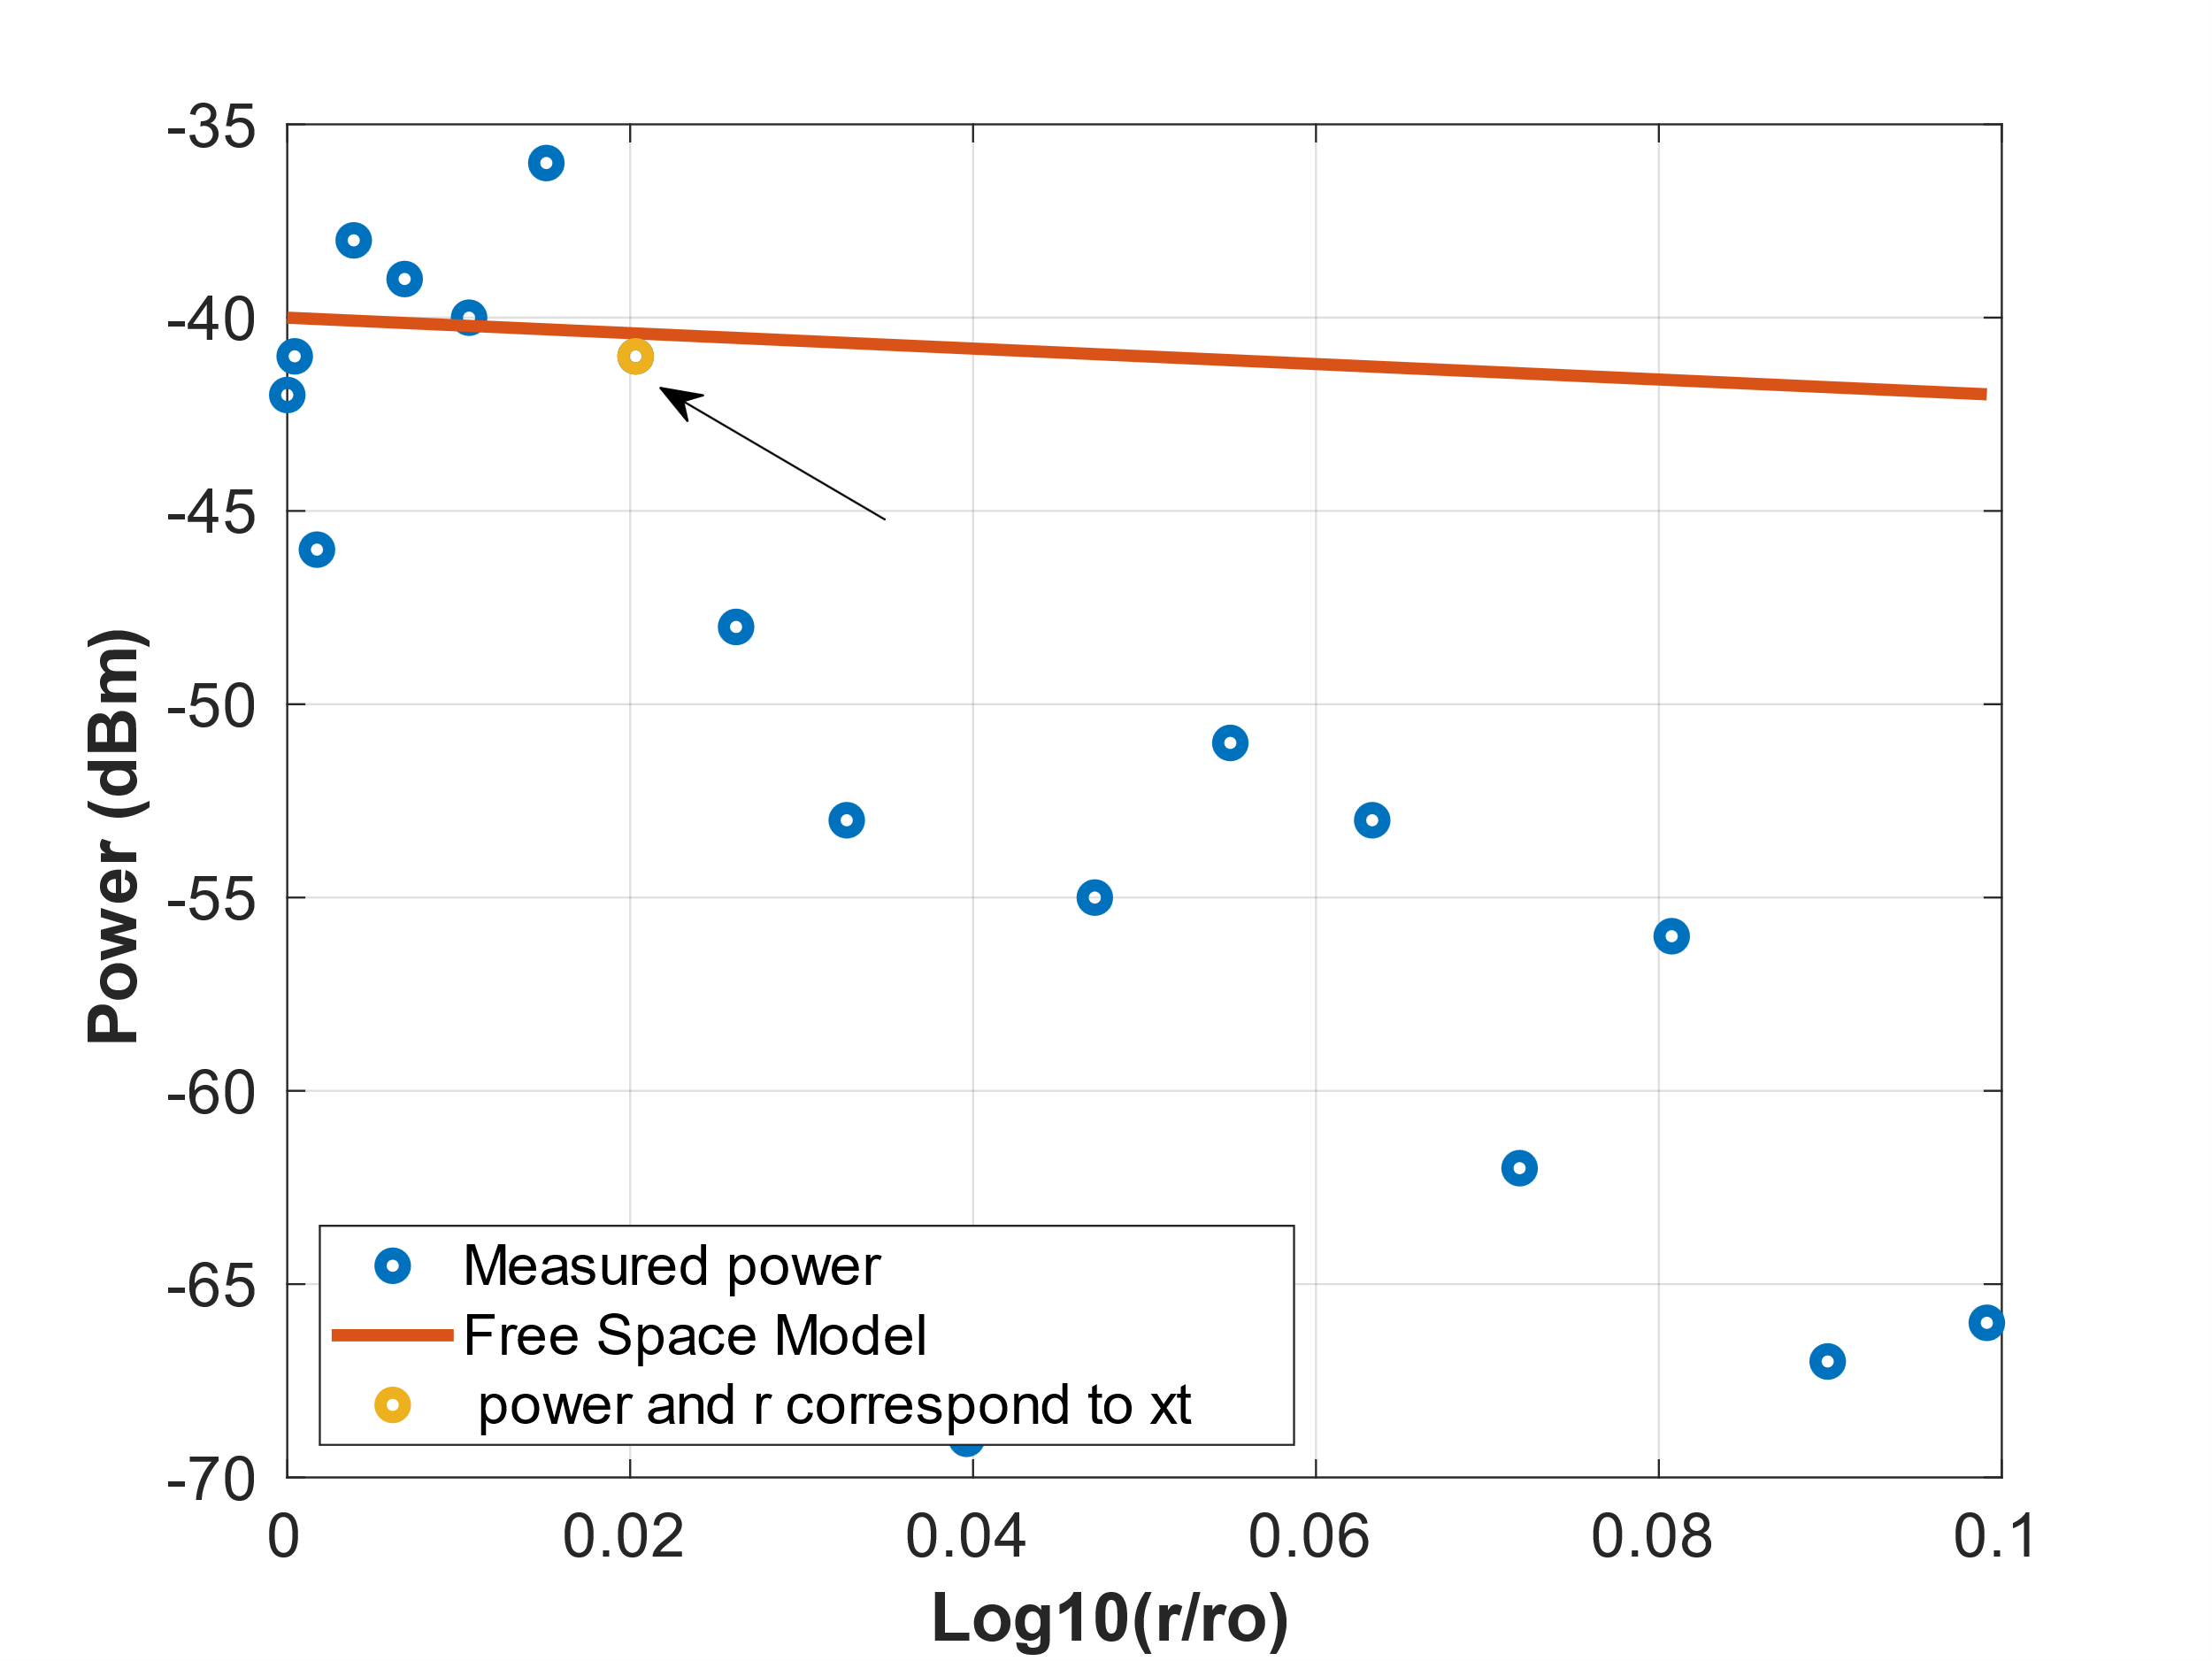 -35
-40
-45
-50
-55
-60
-65
-70
Power (dBm)
Measured power
Free Space Model
power and r correspond to xt
0 0.02 0.04 0.06 0.08 0.1
Log10(r/ro)